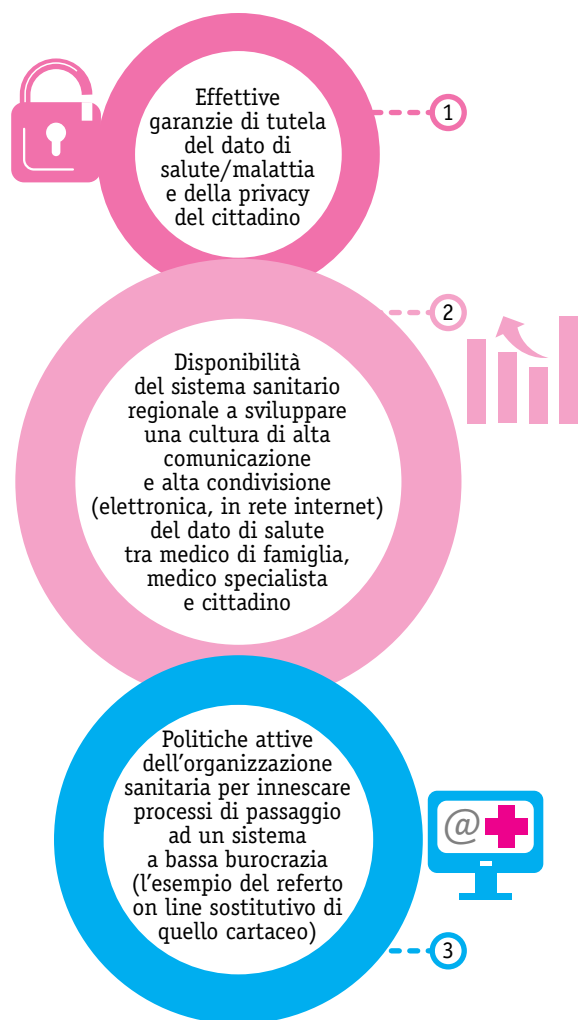 Effettive
garanzie di tutela
del dato di
salute/malattia
e della privacy
del cittadino
1
2
Disponibilità
del sistema sanitario
regionale a sviluppare
una cultura di alta
comunicazione
e alta condivisione
(elettronica, in rete internet)
del dato di salute
tra medico di famiglia,
medico specialista
e cittadino
Politiche attive
dell’organizzazione
sanitaria per innescare
processi di passaggio
ad un sistema
a bassa burocrazia
(l’esempio del referto
on line sostitutivo di
quello cartaceo)
@
3